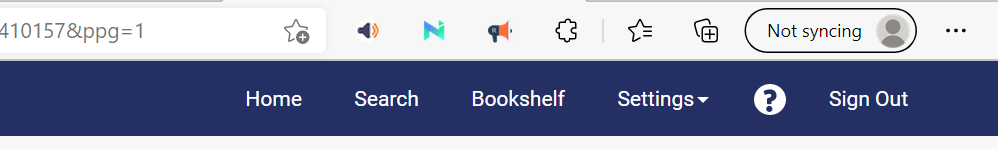 410157&ppg=1
Not syncing
Home Search Bookshelf Settings ? Sign Out